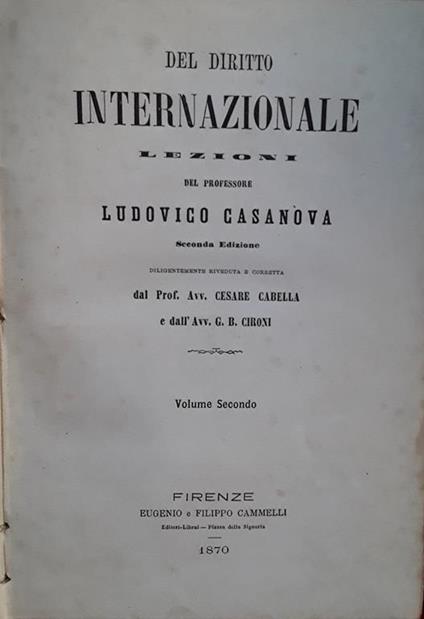 DEL DIRITTO
INTERNAZIONALE
LEZIONI
DEL PROFESSORE
LUDOVICO CASANOVA
Seconda Edizione
DILIGENTEMENTE RIVEDUTA E CORRETTA
dal Prof. Avv. CESARE CABELLA
e dall'Avv. G. B. CIRONI
Volume Secondo
FIRENZE
EUGENIO e FILIPPO CAMMELLI
Editori-Librai — Piazza della Signoria
1870